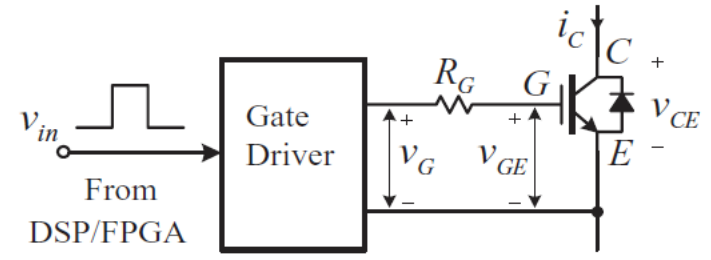 v_in
From
DSP/FPGA
Gate
Driver
+
v_G
−
R_G
G
+
v_GE
−
i_C
C
E
+
v_CE
−